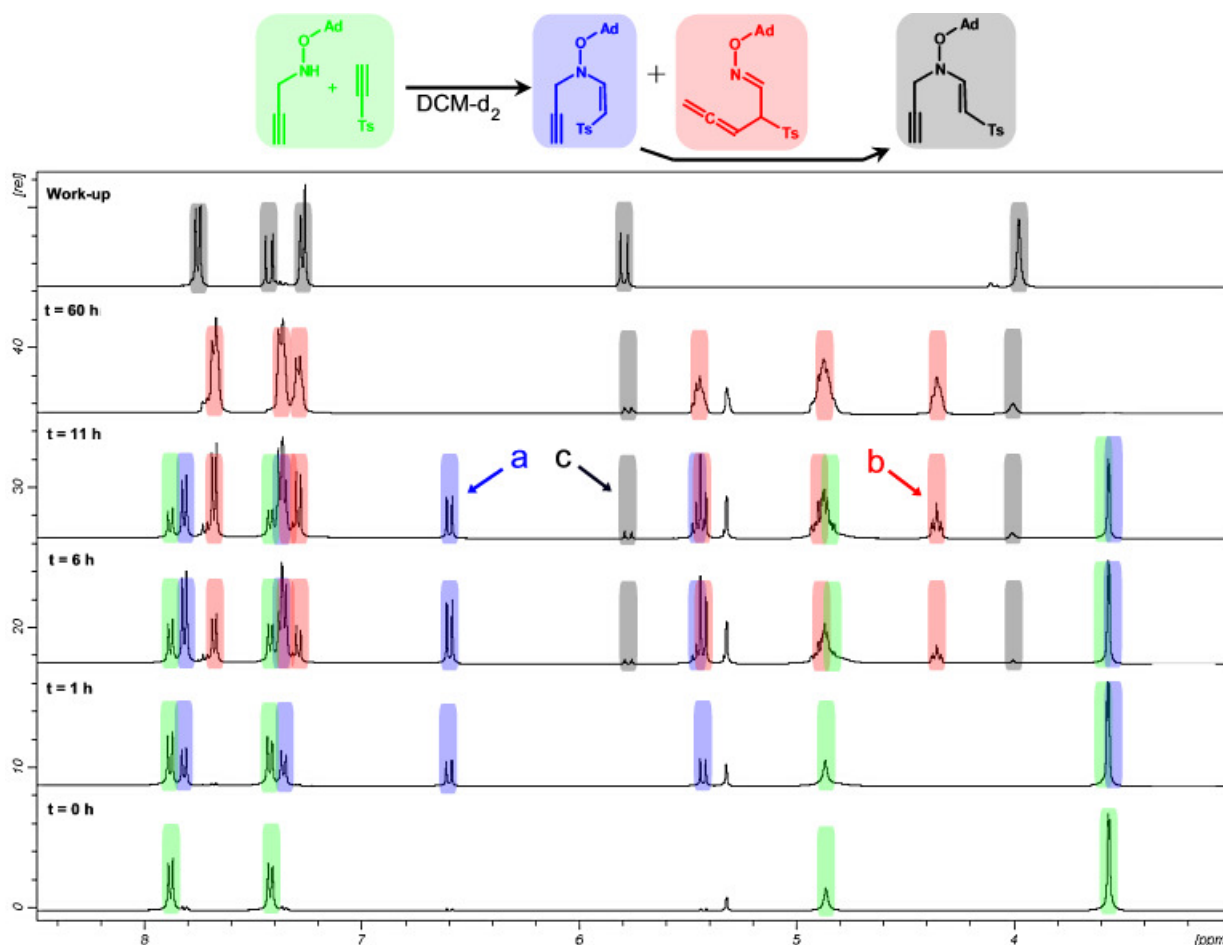 Ad Ad Ad Ad
O O O O
NH N N N
+ +
Ts Ts Ts Ts
DCM-d₂
[rel]
Work-up
t = 60 h
40
t = 11 h
a c b
30
t = 6 h
20
t = 1 h
10
t = 0 h
0
8 7 6 5 4 [ppm]